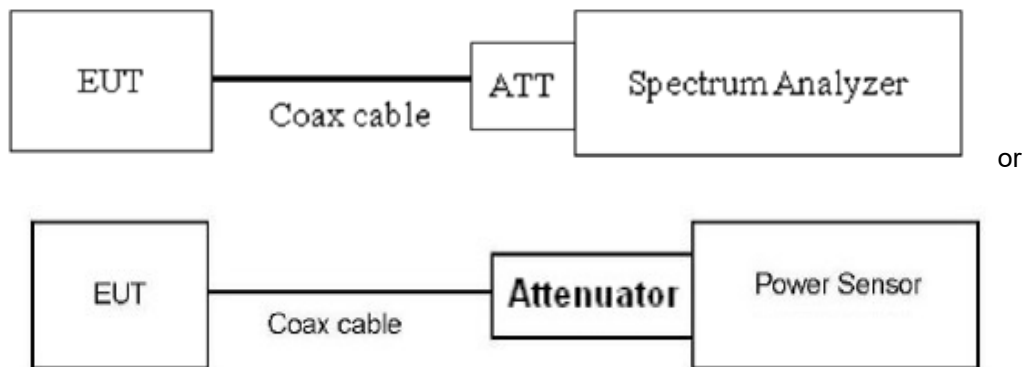 EUT
ATT
Spectrum Analyzer
Coax cable
or
EUT
Attenuator
Power Sensor
Coax cable